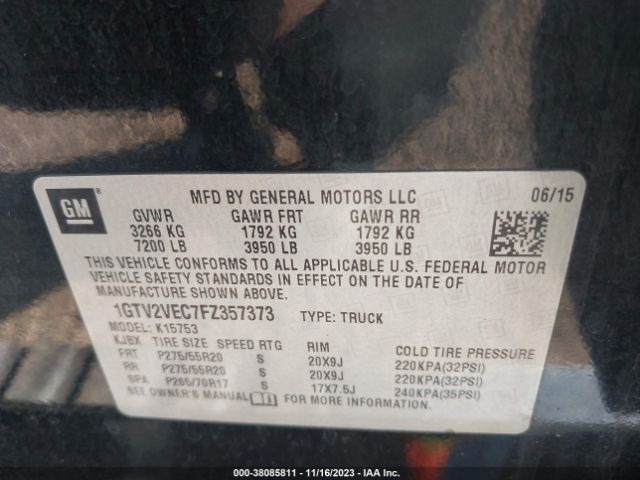 GM
®
MFD BY GENERAL MOTORS LLC
06/15
GVWR GAWR FRT GAWR RR
3266 KG 1792 KG 1792 KG
7200 LB 3950 LB 3950 LB
THIS VEHICLE CONFORMS TO ALL APPLICABLE U.S. FEDERAL MOTOR
VEHICLE SAFETY STANDARDS IN EFFECT ON THE DATE OF
MANUFACTURE SHOWN ABOVE.
1GTV2VEC7FZ357373 TYPE: TRUCK
MODEL: K15753
KJBX TIRE SIZE SPEED RTG RIM COLD TIRE PRESSURE
FRT P275/55R20 S 20X9J 220KPA(32PSI)
RR P275/55R20 S 20X9J 220KPA(32PSI)
SPA P265/70R17 S 17X7.5J 240KPA(35PSI)
SEE OWNER'S MANUAL FOR MORE INFORMATION.
000-38085811 - 11/16/2023 - IAA Inc.